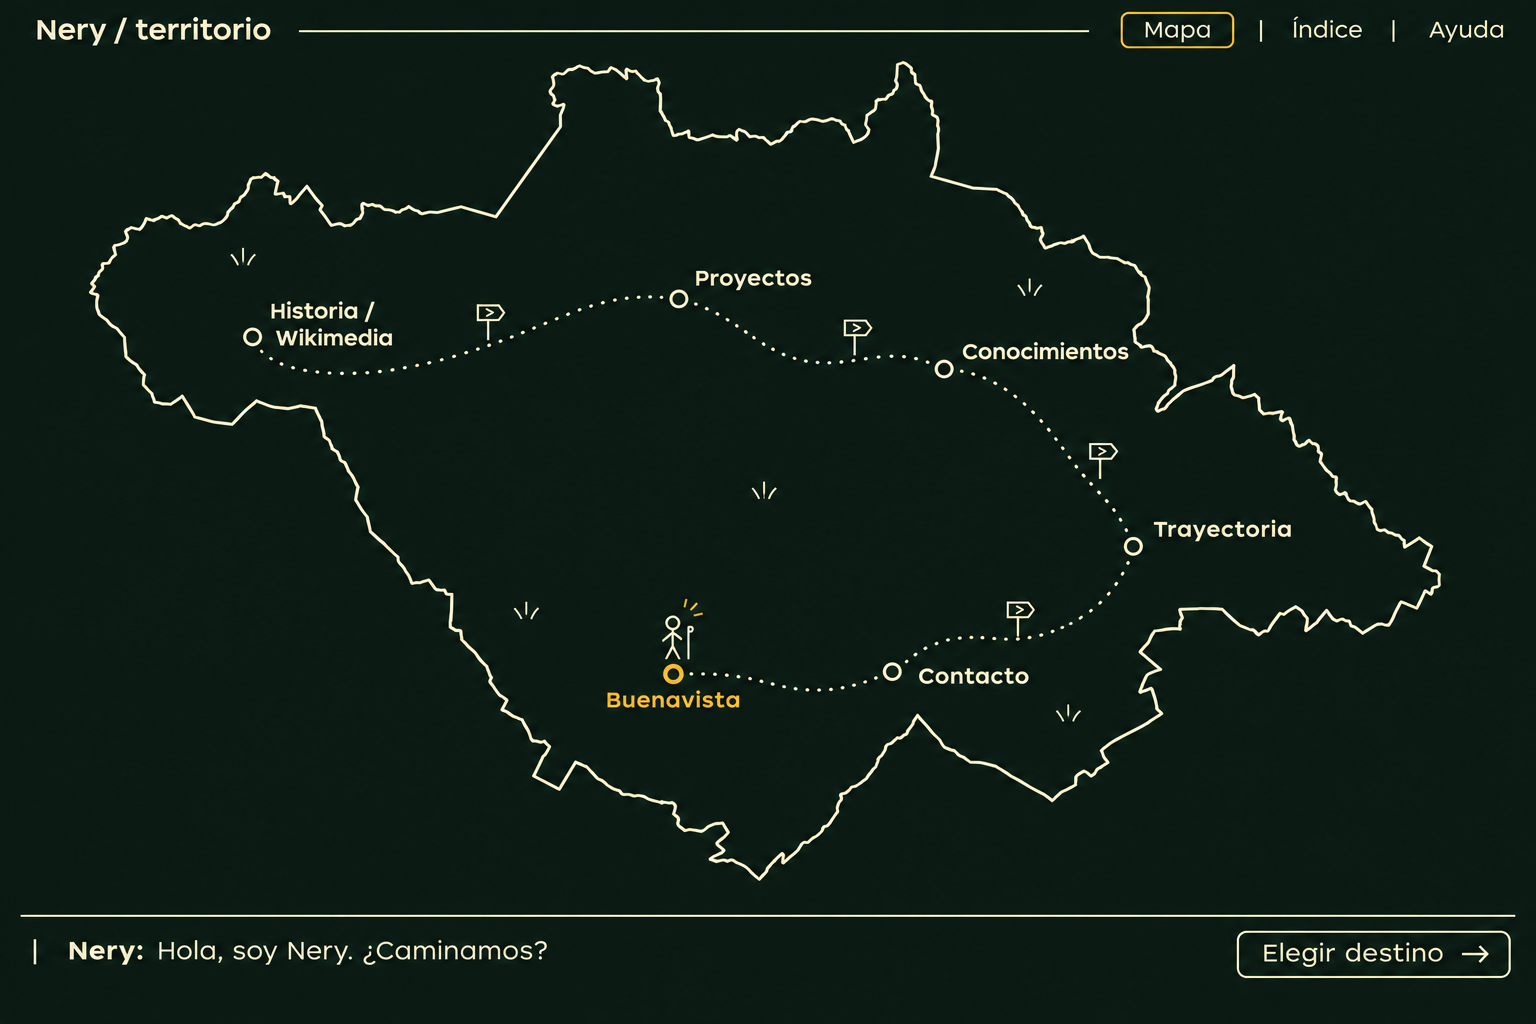 Nery / territorio
Mapa | Índice | Ayuda
Proyectos
Historia /
Wikimedia
Conocimientos
Trayectoria
Contacto
Buenavista
Nery: Hola, soy Nery. ¿Caminamos?
Elegir destino →